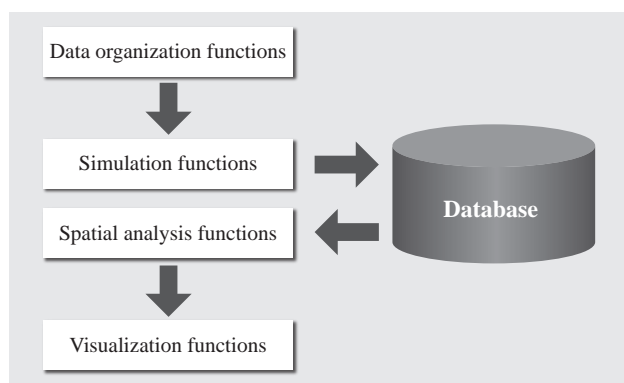 Data organization functions
Simulation functions
Database
Spatial analysis functions
Visualization functions